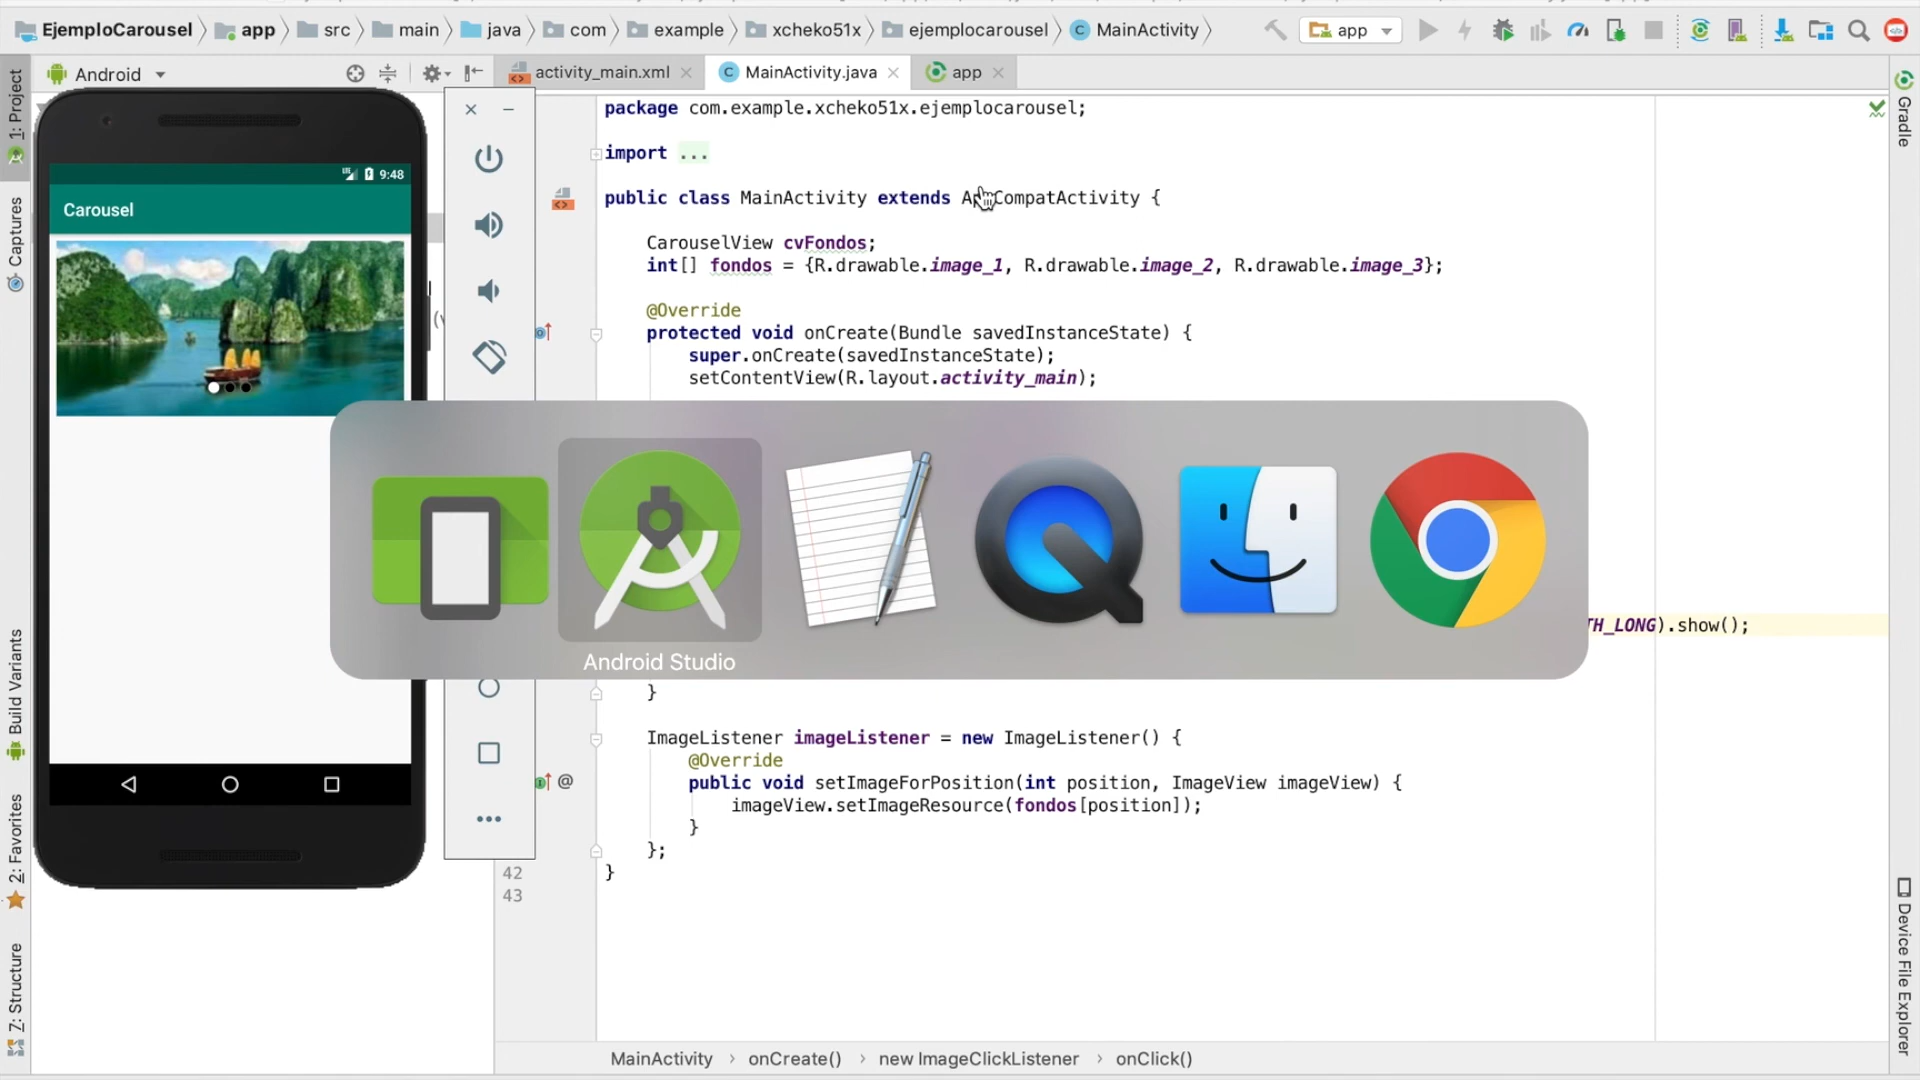 EjemploCarousel app src main java com example xcheko51x ejemplocarousel MainActivity app
Android activity_main.xml MainActivity.java app
1: Project
Captures
Build Variants
2: Favorites
7: Structure
Gradle
Device File Explorer
9:48
Carousel
package com.example.xcheko51x.ejemplocarousel;
import ...
public class MainActivity extends CompatActivity {
CarouselView cvFondos;
int[] fondos = {R.drawable.image_1, R.drawable.image_2, R.drawable.image_3};
@Override
protected void onCreate(Bundle savedInstanceState) {
super.onCreate(savedInstanceState);
setContentView(R.layout.activity_main);
TH_LONG).show();
Android Studio
}
ImageListener imageListener = new ImageListener() {
@Override
public void setImageForPosition(int position, ImageView imageView) {
imageView.setImageResource(fondos[position]);
}
};
42 }
43
MainActivity › onCreate() › new ImageClickListener › onClick()